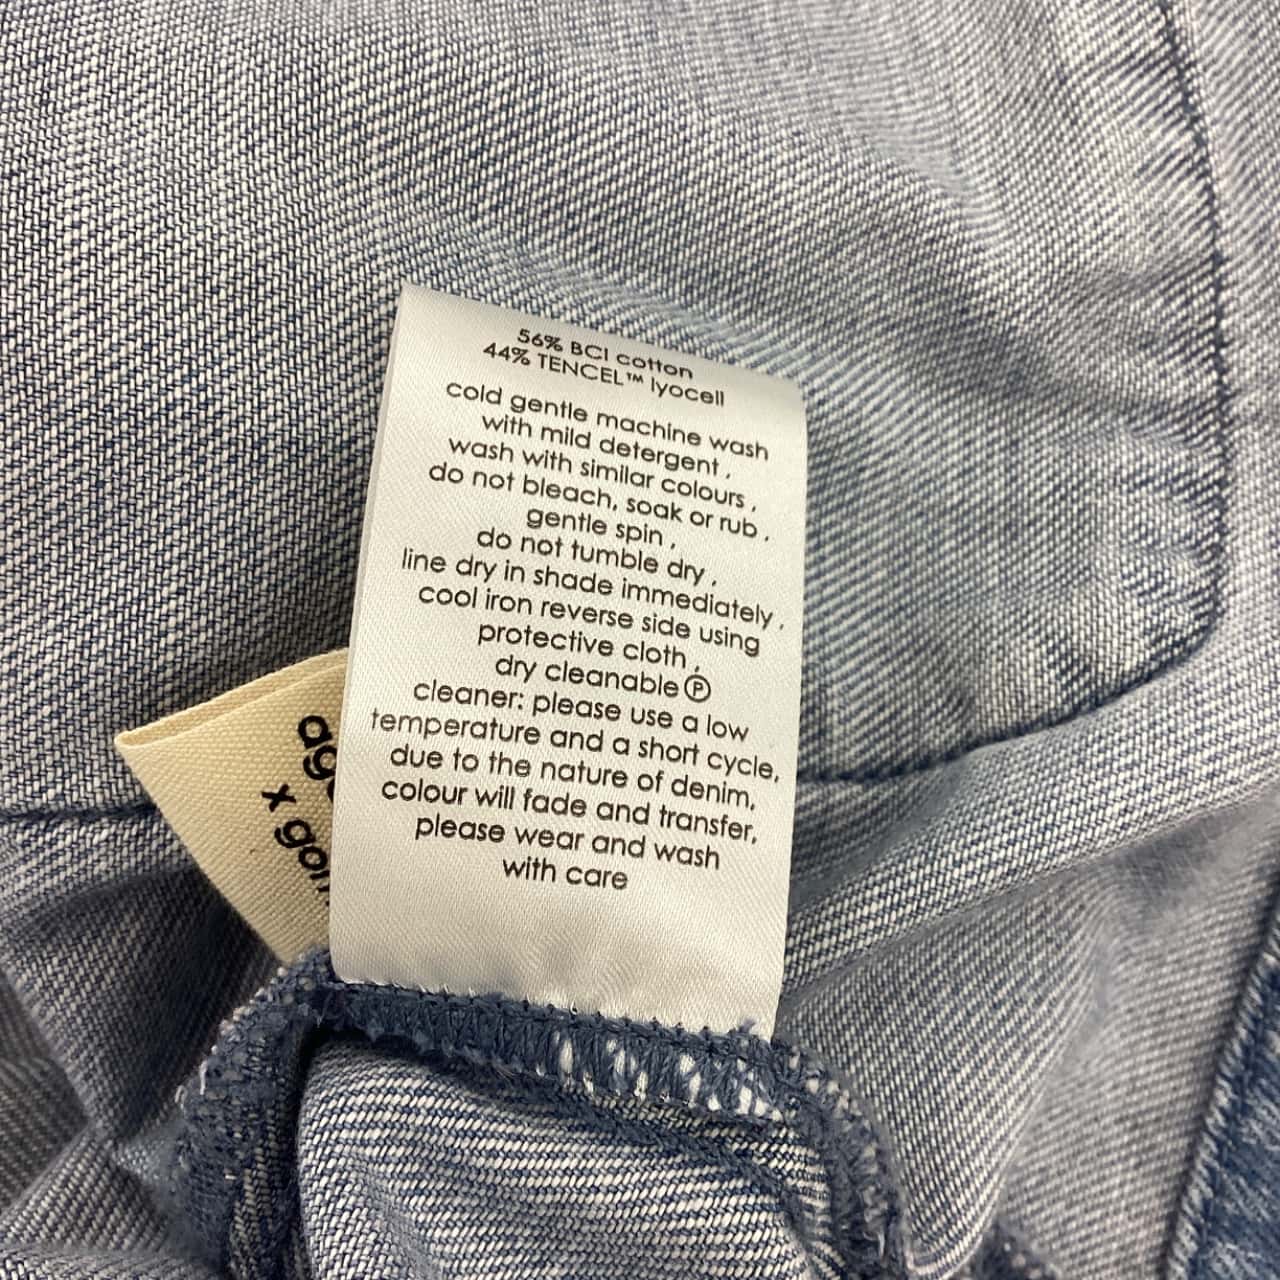 56% BCI cotton
44% TENCEL™ lyocell
cold gentle machine wash
with mild detergent ,
wash with similar colours ,
do not bleach, soak or rub ,
gentle spin ,
do not tumble dry ,
line dry in shade immediately ,
cool iron reverse side using
protective cloth ,
dry cleanable Ⓟ
cleaner: please use a low
temperature and a short cycle,
due to the nature of denim,
colour will fade and transfer,
please wear and wash
with care
x